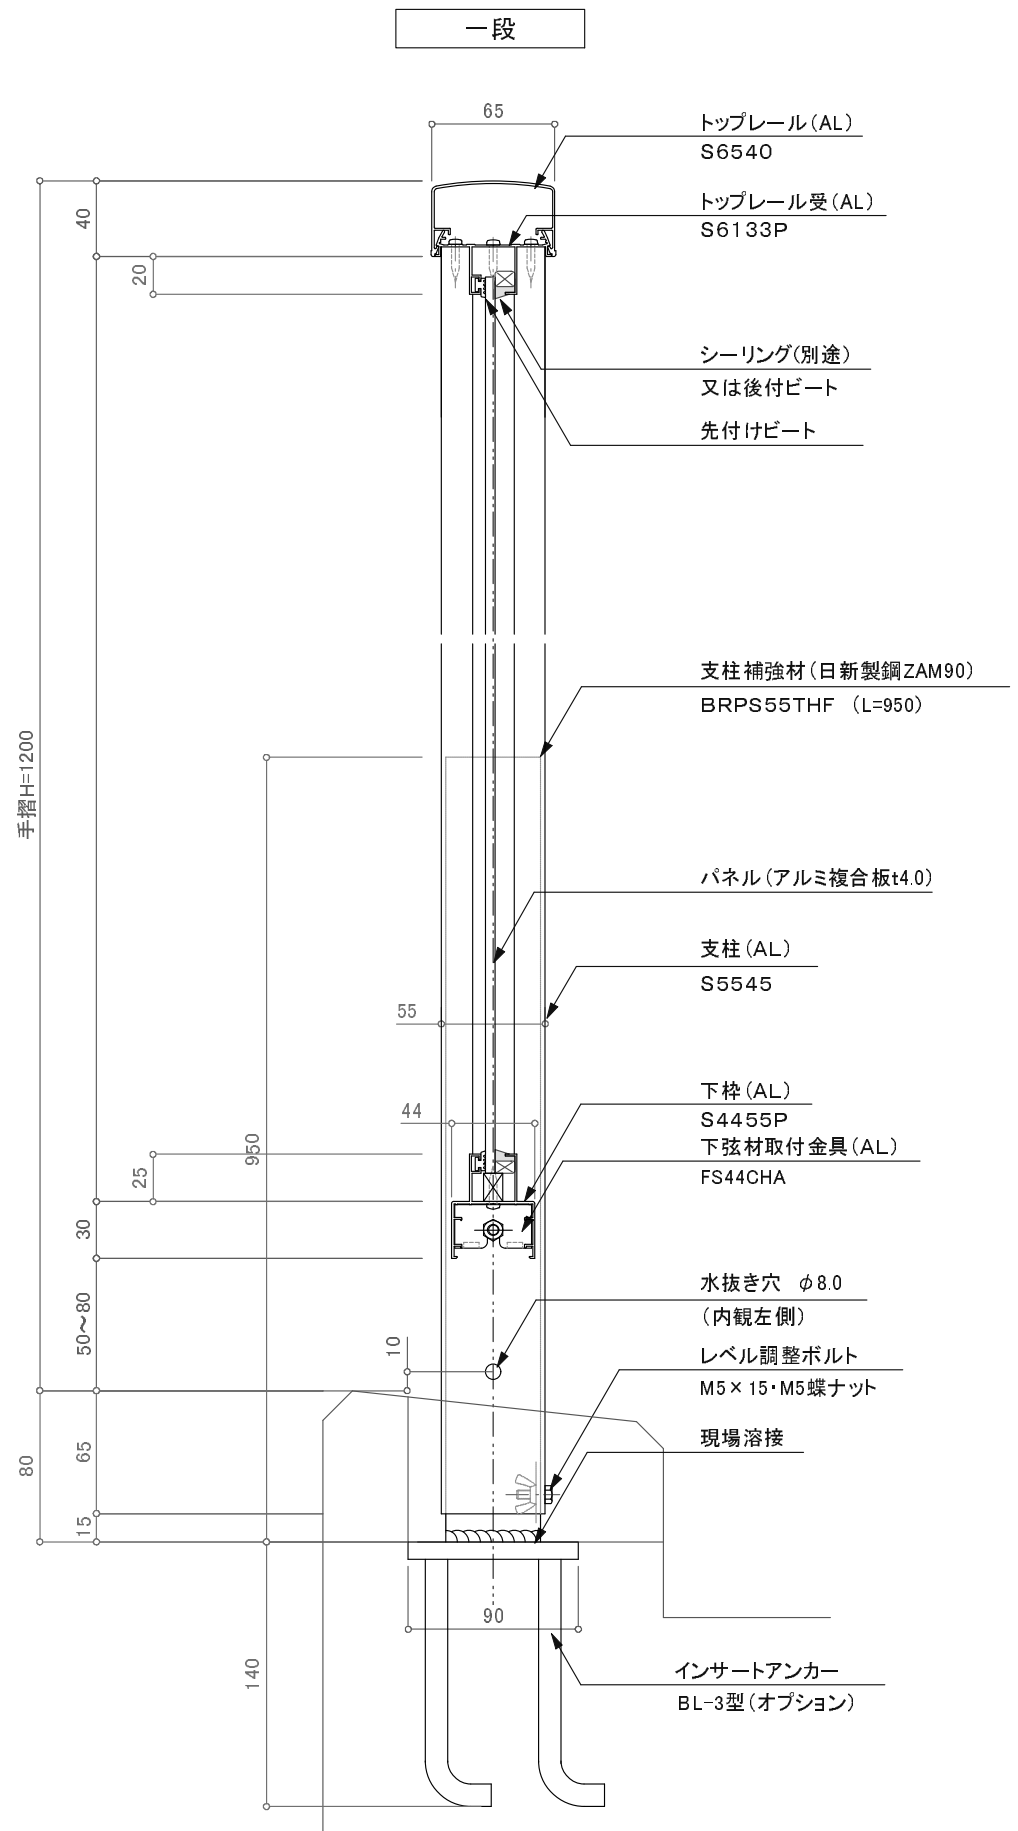 一段
65
トップレール(AL)
S6540
トップレール受(AL)
S6133P
40
20
シーリング(別途)
又は後付ビート
先付けビート
支柱補強材(日新製鋼ZAM90)
BRPS55THF (L=950)
手摺H=1200
パネル(アルミ複合板t4.0)
支柱(AL)
S5545
55
下枠(AL)
S4455P
44
下弦材取付金具(AL)
FS44CHA
950
25
30
水抜き穴 φ8.0
(内観左側)
50~80
10
レベル調整ボルト
M5×15・M5蝶ナット
現場溶接
80
65
15
90
140
インサートアンカー
BL-3型(オプション)